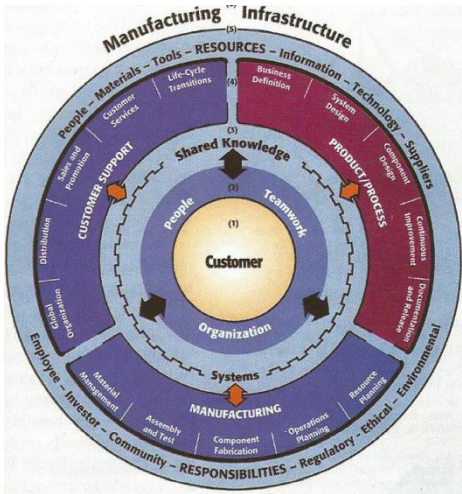 Manufacturing Infrastructure
(5)
People – Materials – Tools – RESOURCES – Information – Technology – Suppliers
(4)
Life-Cycle
Transitions
Customer
Services
Sales and
Promotion
Distribution
Global
Organization
CUSTOMER SUPPORT
Business
Definition
System
Design
Component
Design
Continuous
Improvement
Documentation
and Release
PRODUCT/PROCESS
(3)
Shared Knowledge
(2)
People
Teamwork
(1)
Customer
Organization
Systems
MANUFACTURING
Material
Management
Assembly
and Test
Component
Fabrication
Operations
Planning
Resource
Planning
Employee – Investor – Community – RESPONSIBILITIES – Regulatory – Ethical – Environmental